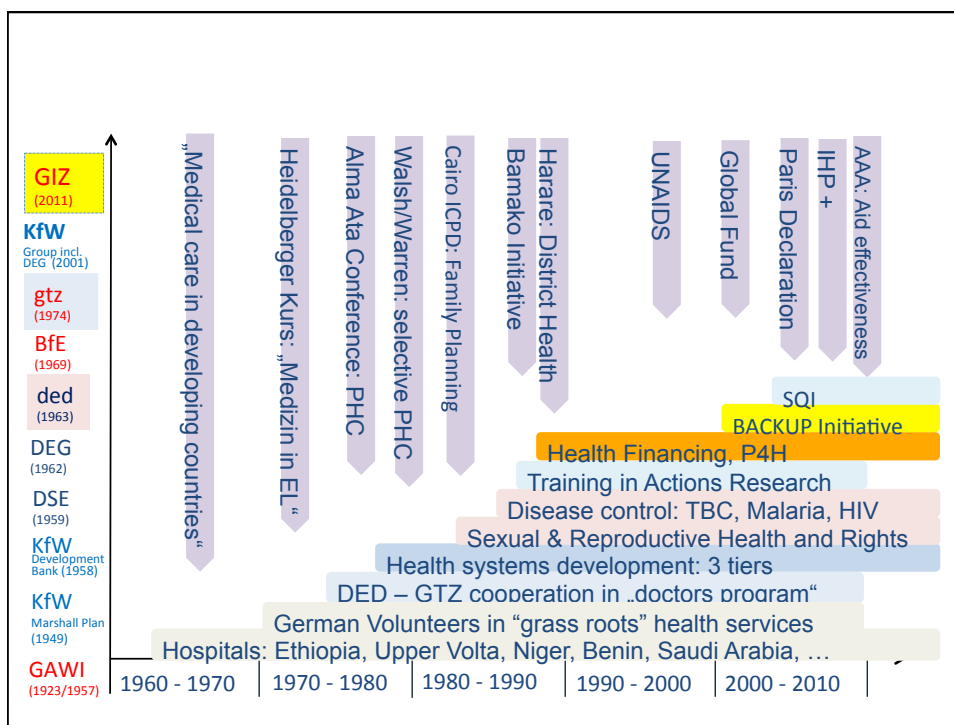 GIZ
(2011)
KfW
Group incl.
DEG (2001)
gtz
(1974)
BfE
(1969)
ded
(1963)
DEG
(1962)
DSE
(1959)
KfW
Development
Bank (1958)
KfW
Marshall Plan
(1949)
GAWI
(1923/1957)
„Medical care in developing countries“
Heidelberger Kurs: „Medizin in EL“
Alma Ata Conference: PHC
Walsh/Warren: selective PHC
Cairo ICPD: Family Planning
Bamako Initiative
Harare: District Health
UNAIDS
Global Fund
Paris Declaration
IHP +
AAA: Aid effectiveness
SQI
BACKUP Initiative
Health Financing, P4H
Training in Actions Research
Disease control: TBC, Malaria, HIV
Sexual & Reproductive Health and Rights
Health systems development: 3 tiers
DED – GTZ cooperation in „doctors program“
German Volunteers in “grass roots” health services
Hospitals: Ethiopia, Upper Volta, Niger, Benin, Saudi Arabia, …
1960 - 1970
1970 - 1980
1980 - 1990
1990 - 2000
2000 - 2010